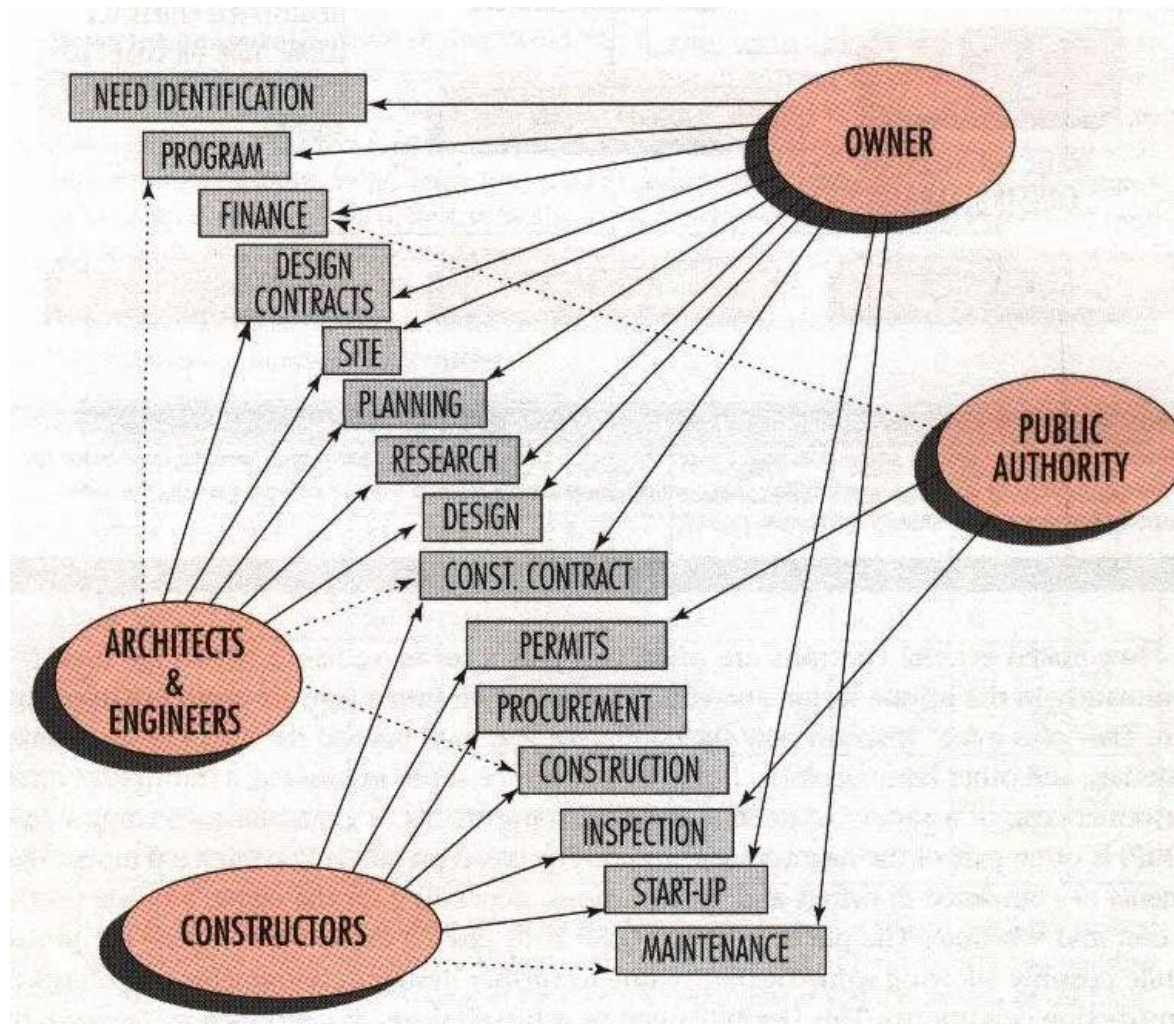 NEED IDENTIFICATION
OWNER
PROGRAM
FINANCE
DESIGN
CONTRACTS
SITE
PLANNING
PUBLIC
AUTHORITY
RESEARCH
DESIGN
CONST. CONTRACT
ARCHITECTS
&
ENGINEERS
PERMITS
PROCUREMENT
CONSTRUCTION
INSPECTION
START-UP
CONSTRUCTORS
MAINTENANCE